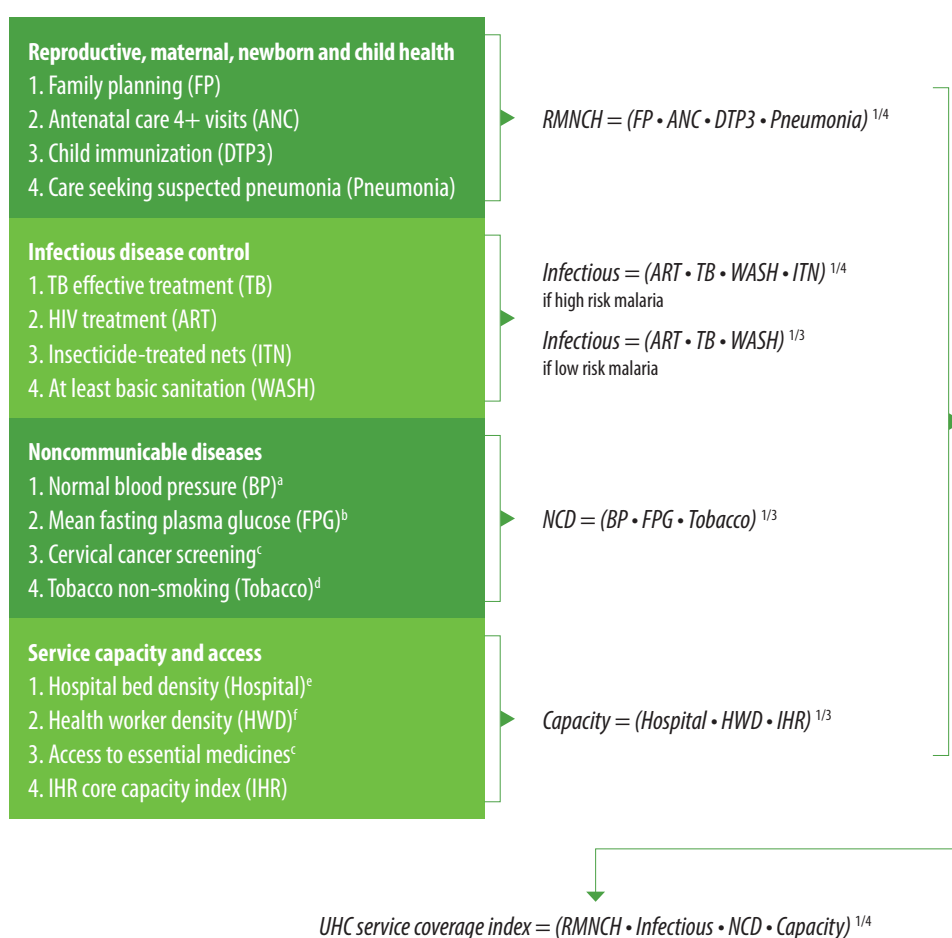 Reproductive, maternal, newborn and child health
1. Family planning (FP)
2. Antenatal care 4+ visits (ANC)
3. Child immunization (DTP3)
4. Care seeking suspected pneumonia (Pneumonia)
RMNCH = (FP • ANC • DTP3 • Pneumonia) 1/4
Infectious disease control
1. TB effective treatment (TB)
2. HIV treatment (ART)
3. Insecticide-treated nets (ITN)
4. At least basic sanitation (WASH)
Infectious = (ART • TB • WASH • ITN) 1/4
if high risk malaria
Infectious = (ART • TB • WASH) 1/3
if low risk malaria
Noncommunicable diseases
1. Normal blood pressure (BP)a
2. Mean fasting plasma glucose (FPG)b
3. Cervical cancer screeningc
4. Tobacco non-smoking (Tobacco)d
NCD = (BP • FPG • Tobacco) 1/3
Service capacity and access
1. Hospital bed density (Hospital)e
2. Health worker density (HWD)f
3. Access to essential medicinesc
4. IHR core capacity index (IHR)
Capacity = (Hospital • HWD • IHR) 1/3
UHC service coverage index = (RMNCH • Infectious • NCD • Capacity) 1/4